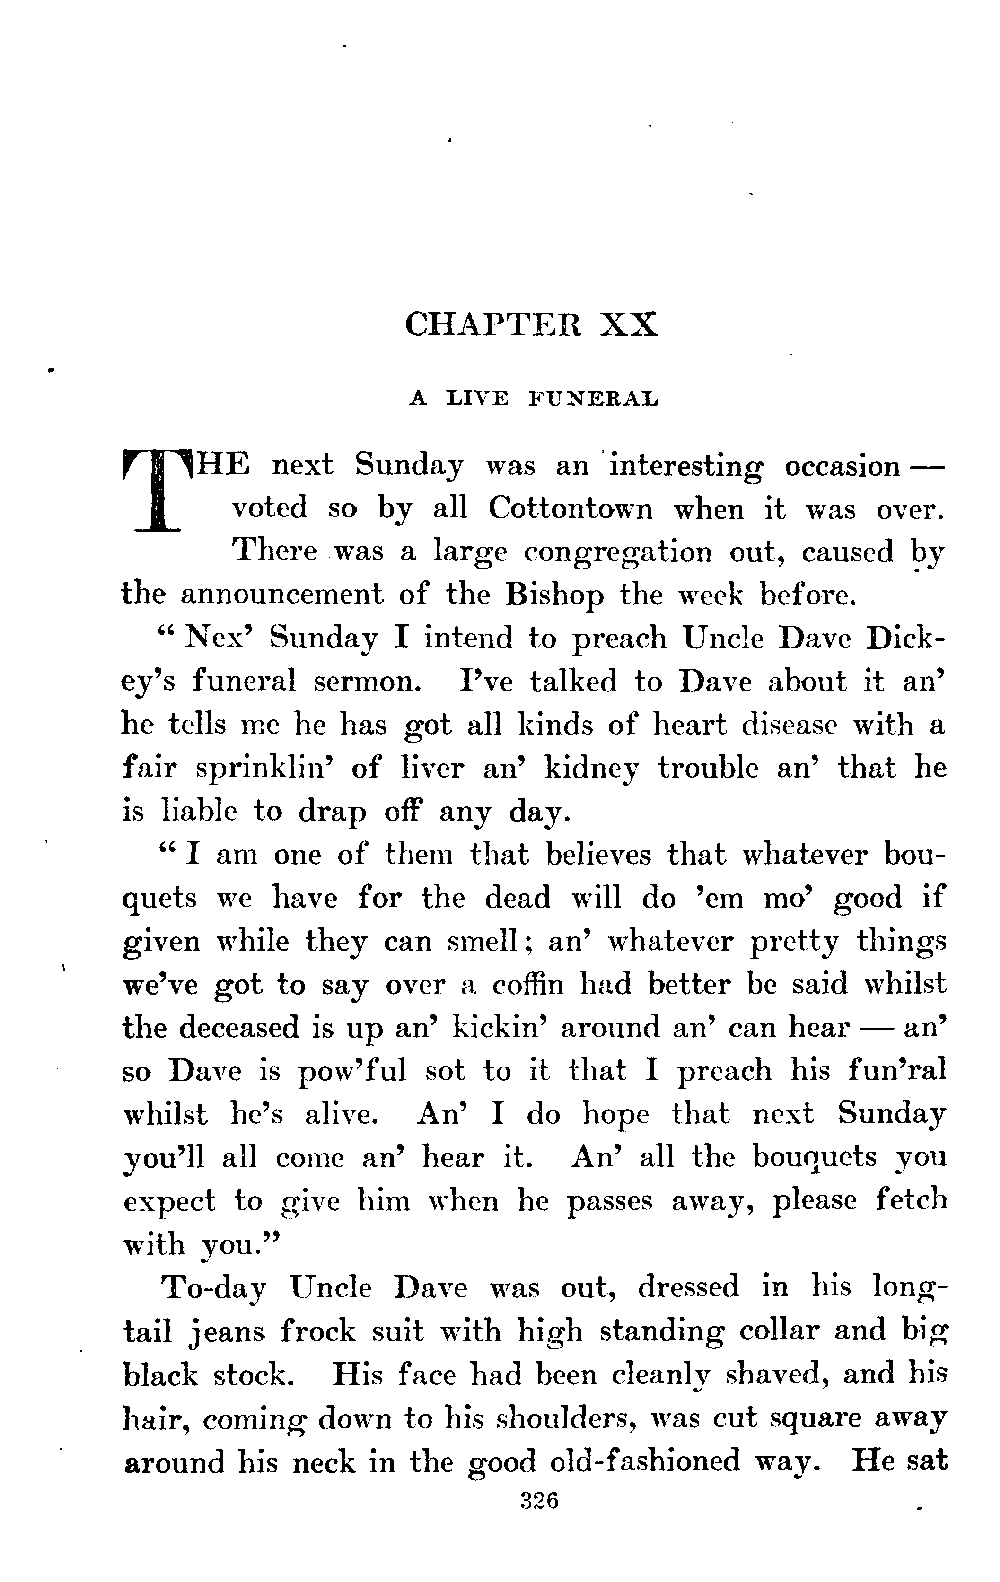 CHAPTER XX
A LIVE FUNERAL
THE next Sunday was an interesting occasion —
voted so by all Cottontown when it was over.
There was a large congregation out, caused by
the announcement of the Bishop the week before.
“ Nex’ Sunday I intend to preach Uncle Dave Dick-
ey’s funeral sermon. I’ve talked to Dave about it an’
he tells me he has got all kinds of heart disease with a
fair sprinklin’ of liver an’ kidney trouble an’ that he
is liable to drap off any day.
“ I am one of them that believes that whatever bou-
quets we have for the dead will do ’em mo’ good if
given while they can smell; an’ whatever pretty things
we’ve got to say over a coffin had better be said whilst
the deceased is up an’ kickin’ around an’ can hear — an’
so Dave is pow’ful sot to it that I preach his fun’ral
whilst he’s alive. An’ I do hope that next Sunday
you’ll all come an’ hear it. An’ all the bouquets you
expect to give him when he passes away, please fetch
with you.”
To-day Uncle Dave was out, dressed in his long-
tail jeans frock suit with high standing collar and big
black stock. His face had been cleanly shaved, and his
hair, coming down to his shoulders, was cut square away
around his neck in the good old-fashioned way. He sat
326